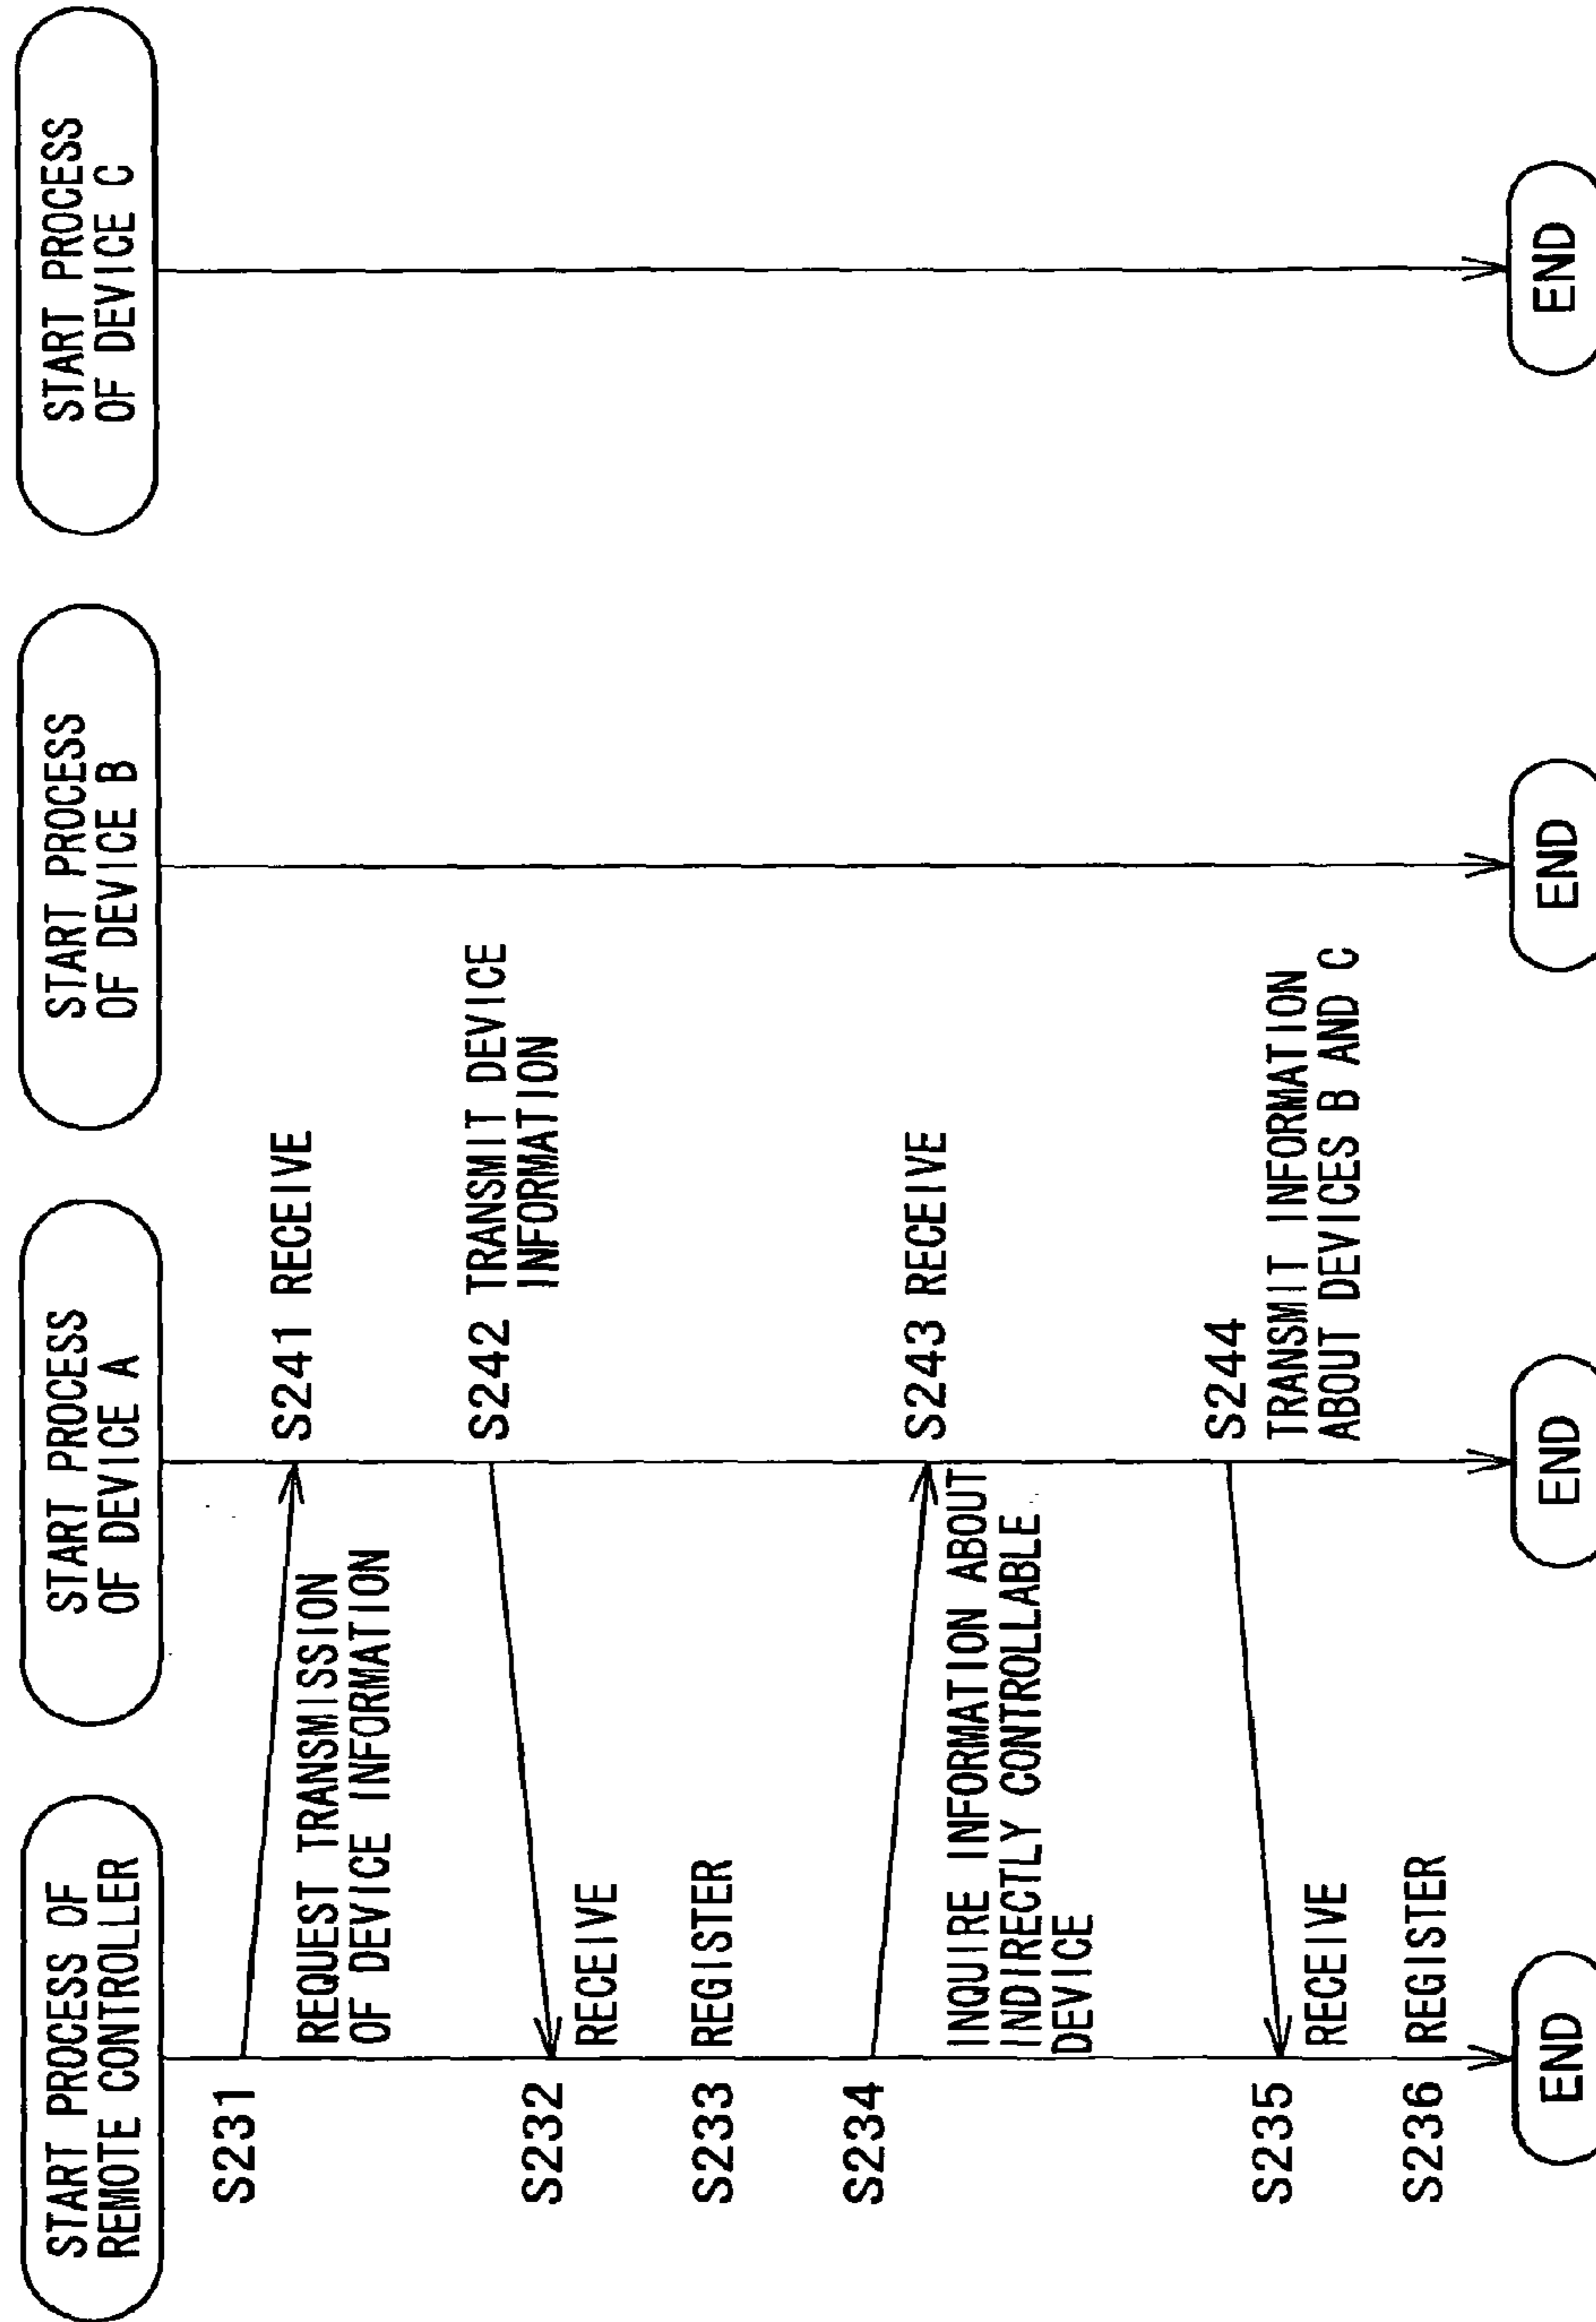 START PROCESS OF
REMOTE CONTROLLER
START PROCESS
OF DEVICE A
START PROCESS
OF DEVICE B
START PROCESS
OF DEVICE C
S231
REQUEST TRANSMISSION
OF DEVICE INFORMATION
S241 RECEIVE
S242 TRANSMIT DEVICE
INFORMATION
S232
RECEIVE
S233
REGISTER
S234
INQUIRE INFORMATION ABOUT
INDIRECTLY CONTROLLABLE
DEVICE
S243 RECEIVE
S244
TRANSMIT INFORMATION
ABOUT DEVICES B AND C
S235
RECEIVE
S236
REGISTER
END
END
END
END